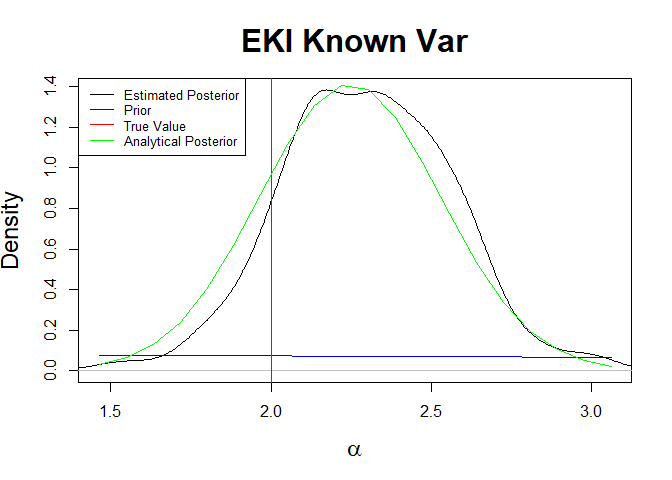 EKI Known Var
Estimated Posterior
Prior
True Value
Analytical Posterior
Density
0.0 0.2 0.4 0.6 0.8 1.0 1.2 1.4
1.5 2.0 2.5 3.0
α